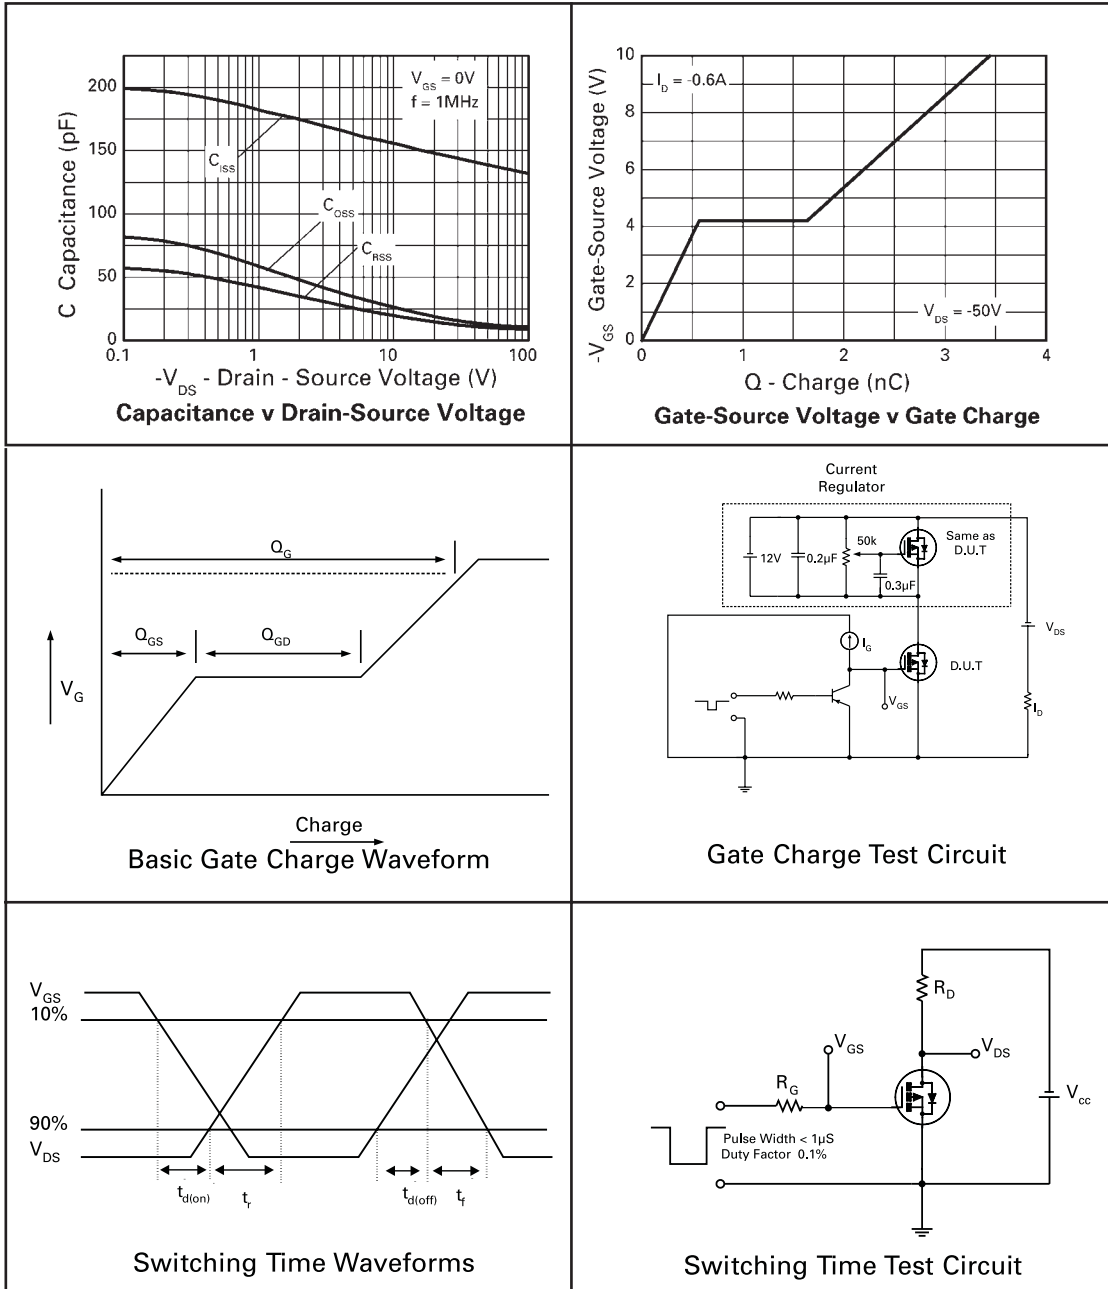 200
150
100
50
0
C Capacitance (pF)
V_GS = 0V
f = 1MHz
C_ISS
C_OSS
C_RSS
0.1
1
10
100
-V_DS - Drain - Source Voltage (V)
Capacitance v Drain-Source Voltage
10
8
6
4
2
0
-V_GS Gate-Source Voltage (V)
I_D = -0.6A
V_DS = -50V
0
1
2
3
4
Q - Charge (nC)
Gate-Source Voltage v Gate Charge
Q_G
Q_GS
Q_GD
V_G
Charge
Basic Gate Charge Waveform
Current
Regulator
12V
0.2µF
50k
0.3µF
Same as
D.U.T
I_G
V_DS
D.U.T
V_GS
I_D
Gate Charge Test Circuit
V_GS
10%
90%
V_DS
t_d(on)
t_r
t_d(off)
t_f
Switching Time Waveforms
R_D
V_GS
V_DS
R_G
V_cc
Pulse Width < 1µS
Duty Factor 0.1%
Switching Time Test Circuit